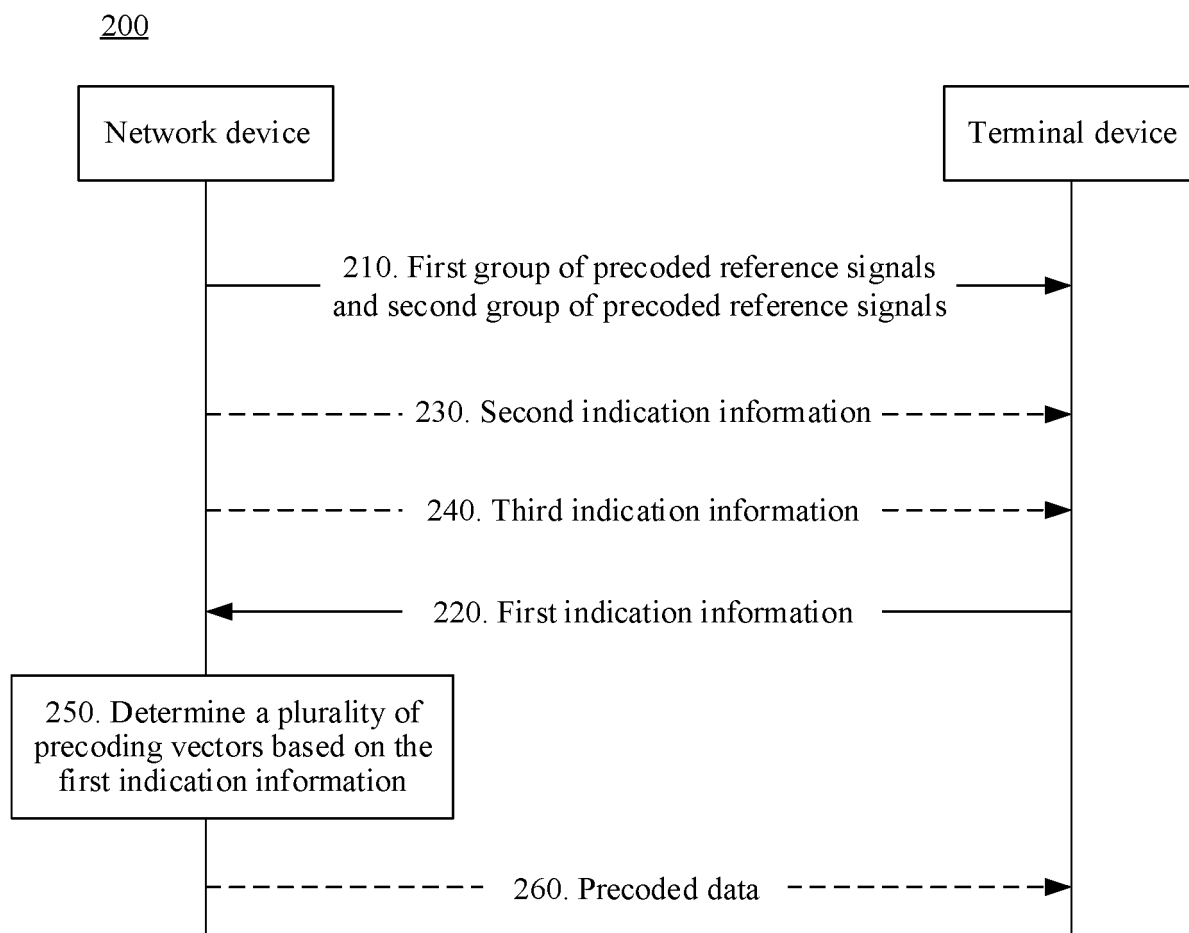 200
Network device
Terminal device
210. First group of precoded reference signals
and second group of precoded reference signals
230. Second indication information
240. Third indication information
220. First indication information
250. Determine a plurality of
precoding vectors based on the
first indication information
260. Precoded data